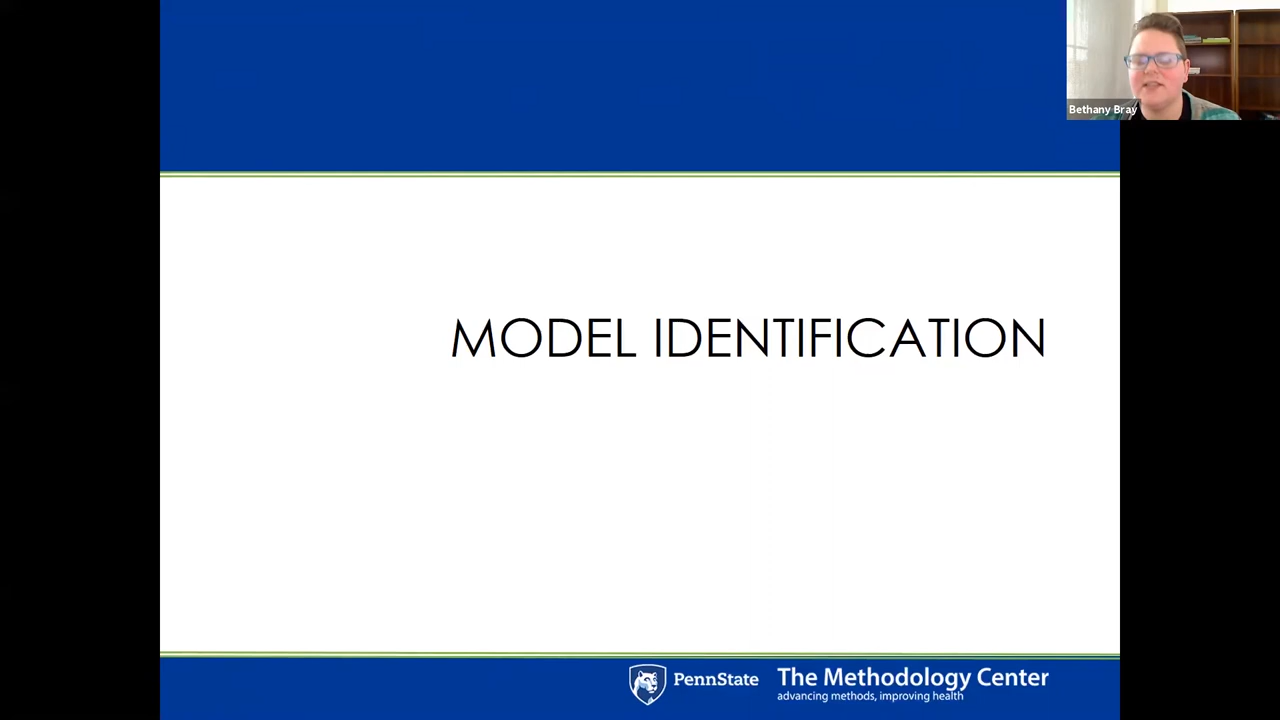 Bethany Bray
MODEL IDENTIFICATION
PennState
The Methodology Center
advancing methods, improving health